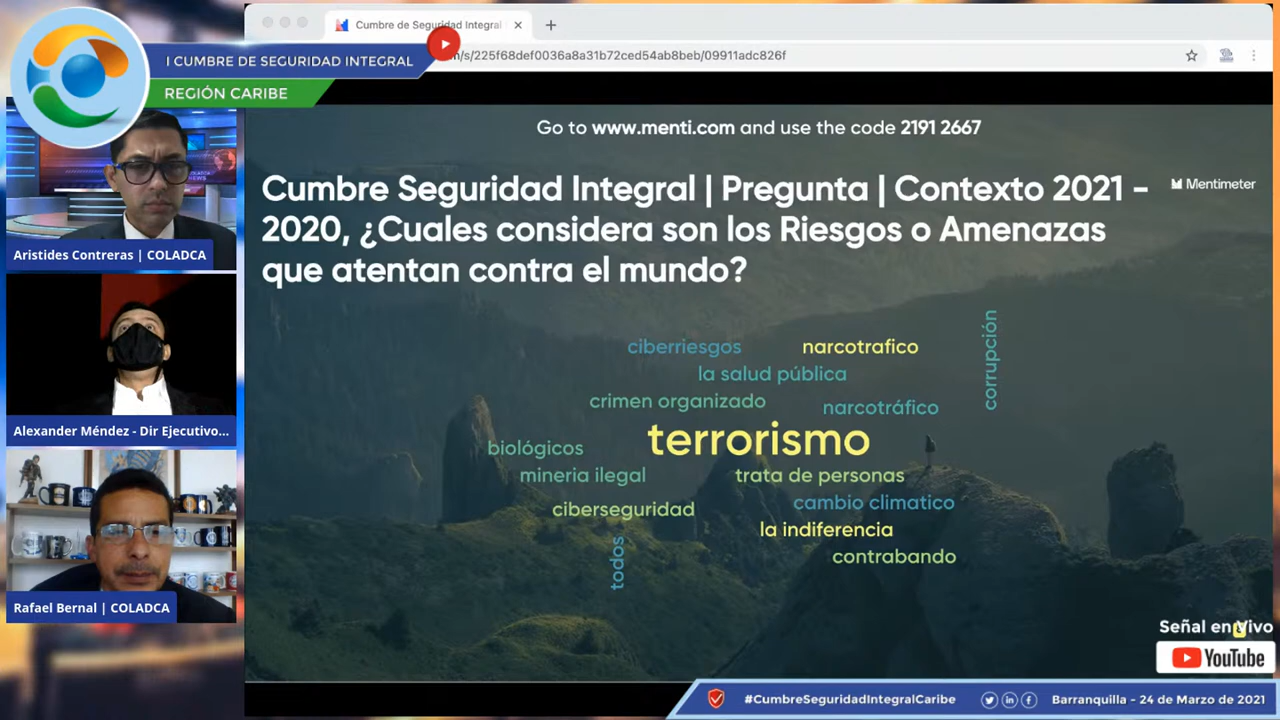 Cumbre de Seguridad Integral
I CUMBRE DE SEGURIDAD INTEGRAL
REGIÓN CARIBE
/s/225f68def0036a8a31b72ced54ab8beb/09911adc826f
Go to www.menti.com and use the code 2191 2667
Mentimeter
Cumbre Seguridad Integral | Pregunta | Contexto 2021 -
2020, ¿Cuales considera son los Riesgos o Amenazas
que atentan contra el mundo?
ciberriesgos
narcotrafico
corrupción
la salud pública
crimen organizado
narcotráfico
terrorismo
biológicos
mineria ilegal
trata de personas
cambio climatico
ciberseguridad
la indiferencia
todos
contrabando
Aristides Contreras | COLADCA
Alexander Méndez - Dir Ejecutivo...
Rafael Bernal | COLADCA
Señal en Vivo
YouTube
#CumbreSeguridadIntegralCaribe
Barranquilla - 24 de Marzo de 2021